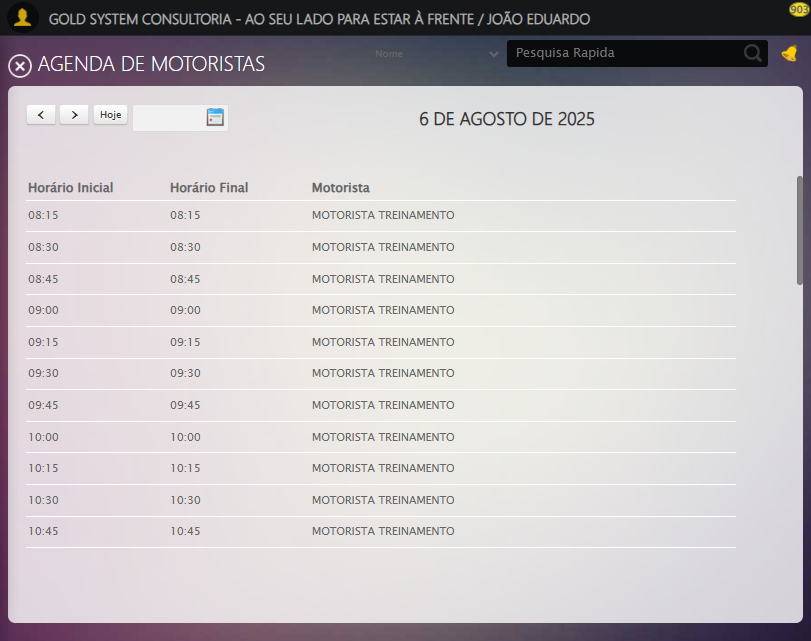 GOLD SYSTEM CONSULTORIA - AO SEU LADO PARA ESTAR À FRENTE / JOÃO EDUARDO
903
AGENDA DE MOTORISTAS
Nome
Pesquisa Rapida
< > Hoje
6 DE AGOSTO DE 2025
Horário Inicial Horário Final Motorista
08:15 08:15 MOTORISTA TREINAMENTO
08:30 08:30 MOTORISTA TREINAMENTO
08:45 08:45 MOTORISTA TREINAMENTO
09:00 09:00 MOTORISTA TREINAMENTO
09:15 09:15 MOTORISTA TREINAMENTO
09:30 09:30 MOTORISTA TREINAMENTO
09:45 09:45 MOTORISTA TREINAMENTO
10:00 10:00 MOTORISTA TREINAMENTO
10:15 10:15 MOTORISTA TREINAMENTO
10:30 10:30 MOTORISTA TREINAMENTO
10:45 10:45 MOTORISTA TREINAMENTO